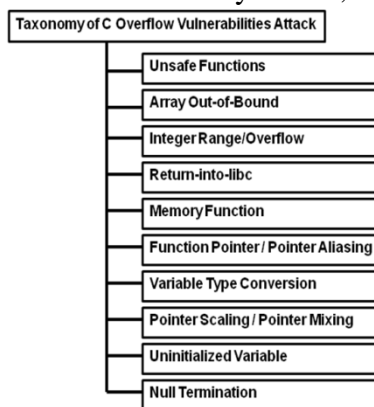 Taxonomy of C Overflow Vulnerabilities Attack
Unsafe Functions
Array Out-of-Bound
Integer Range/Overflow
Return-into-libc
Memory Function
Function Pointer / Pointer Aliasing
Variable Type Conversion
Pointer Scaling / Pointer Mixing
Uninitialized Variable
Null Termination